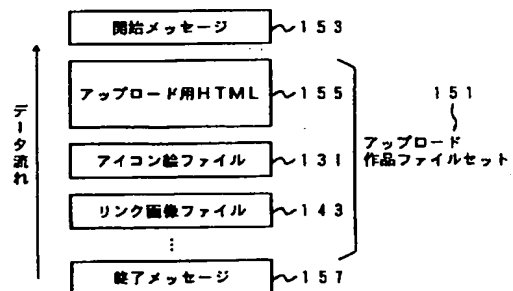 開始メッセージ 153
アップロード用HTML 155
151
アップロード
作品ファイルセット
データ流れ
アイコン絵ファイル 131
リンク画像ファイル 143
⋮
終了メッセージ 157